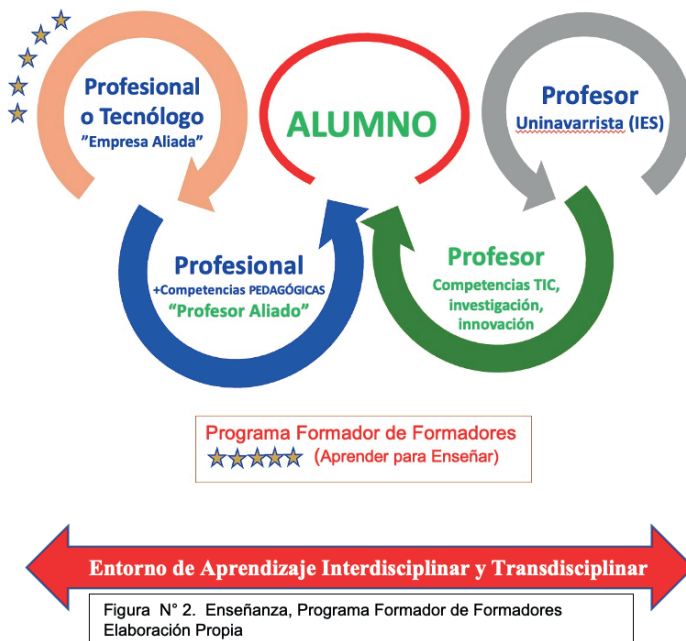 Profesional
o Tecnólogo
”Empresa Aliada”
ALUMNO
Profesor
Uninavarrista (IES)
Profesional
+Competencias PEDAGÓGICAS
“Profesor Aliado”
Profesor
Competencias TIC,
investigación,
innovación
Programa Formador de Formadores
(Aprender para Enseñar)
Entorno de Aprendizaje Interdisciplinar y Transdisciplinar
Figura N° 2. Enseñanza, Programa Formador de Formadores
Elaboración Propia